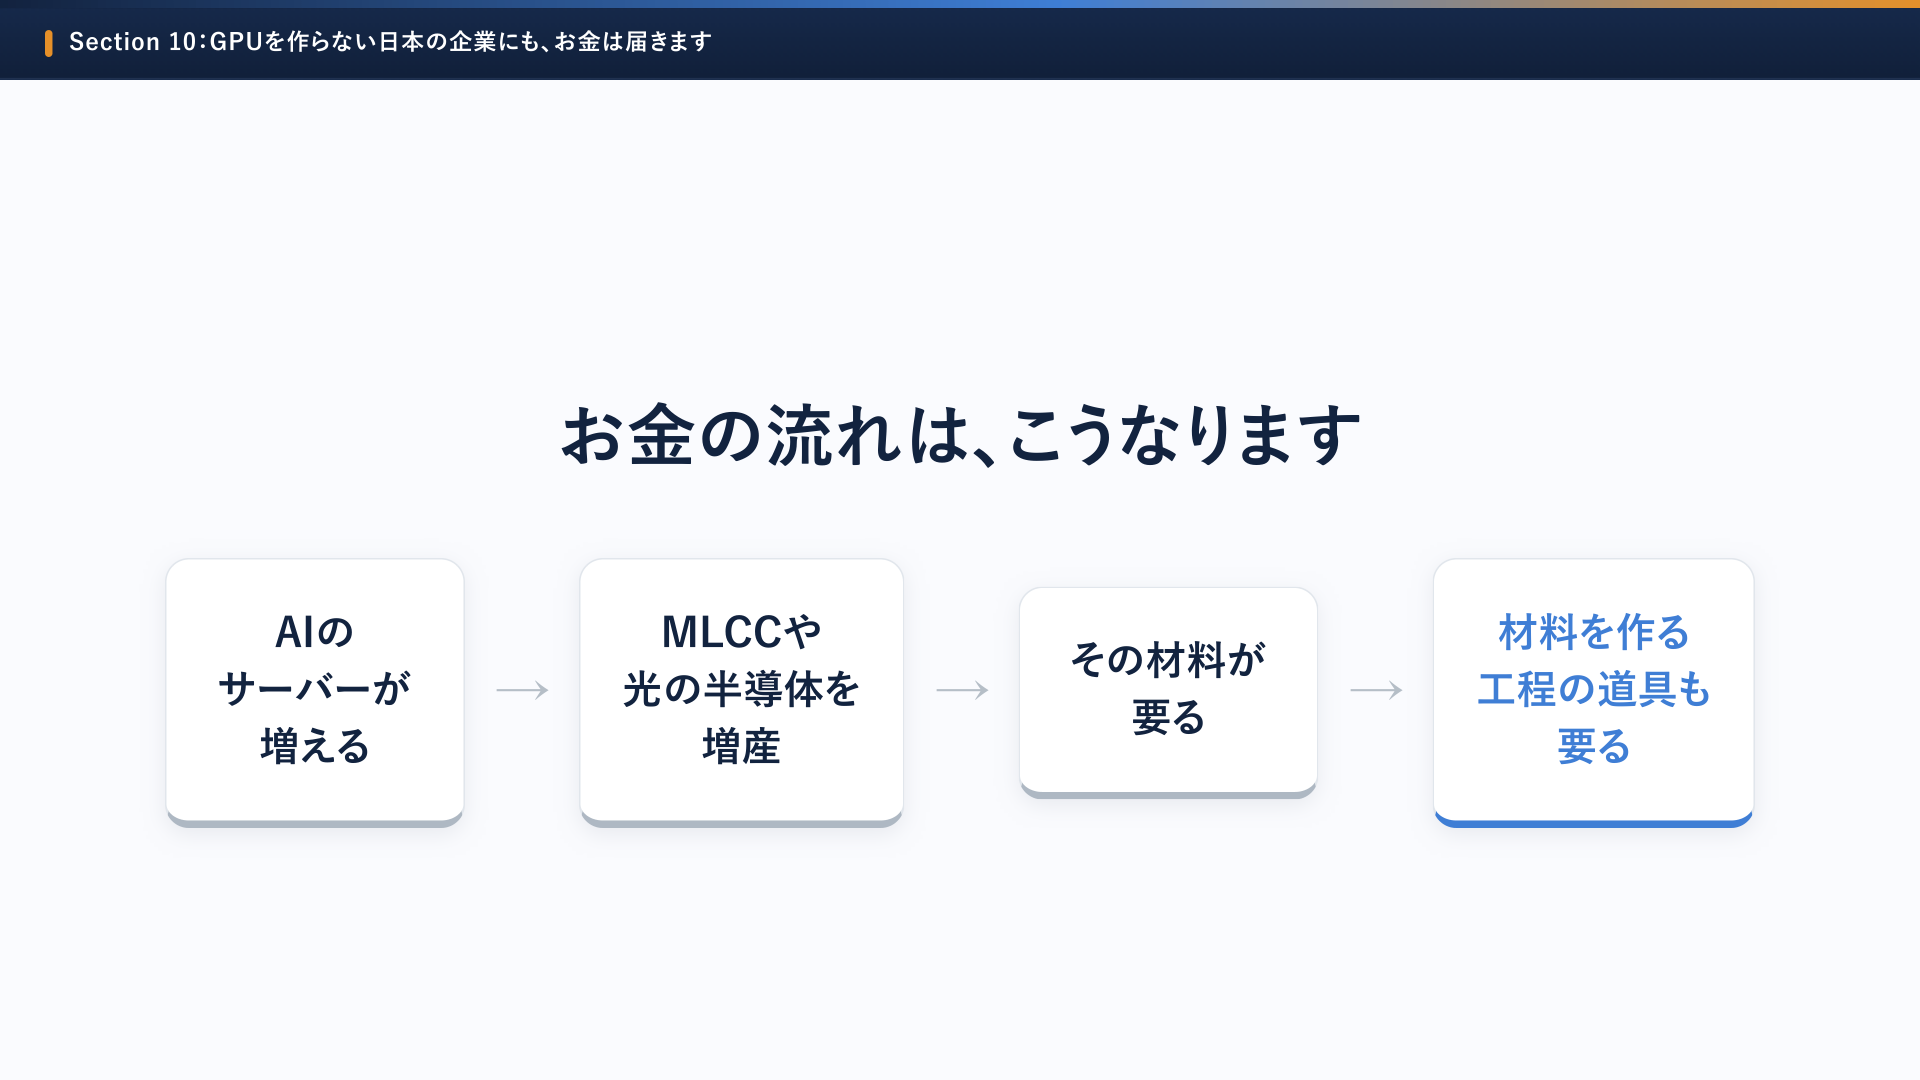 Section 10：GPUを作らない日本の企業にも、お金は届きます
お金の流れは、こうなります
AIの
サーバーが
増える
MLCCや
光の半導体を
増産
その材料が
要る
材料を作る
工程の道具も
要る